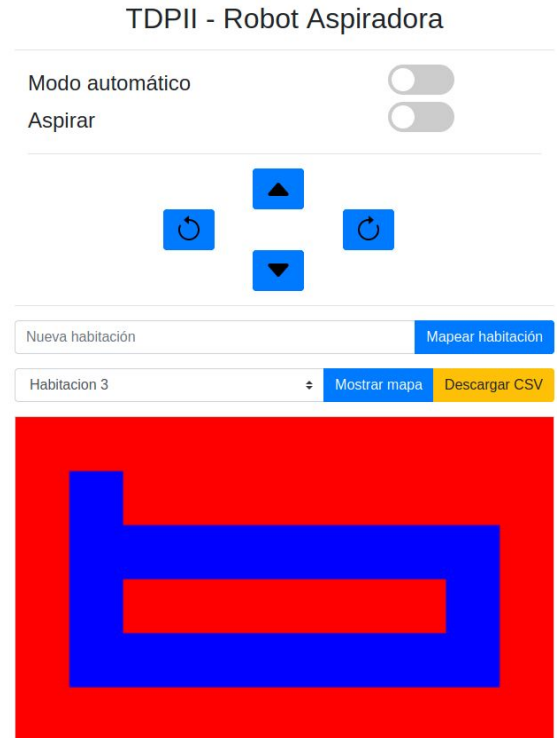 TDPII - Robot Aspiradora
Modo automático
Aspirar
Nueva habitación
Mapear habitación
Habitacion 3
Mostrar mapa
Descargar CSV